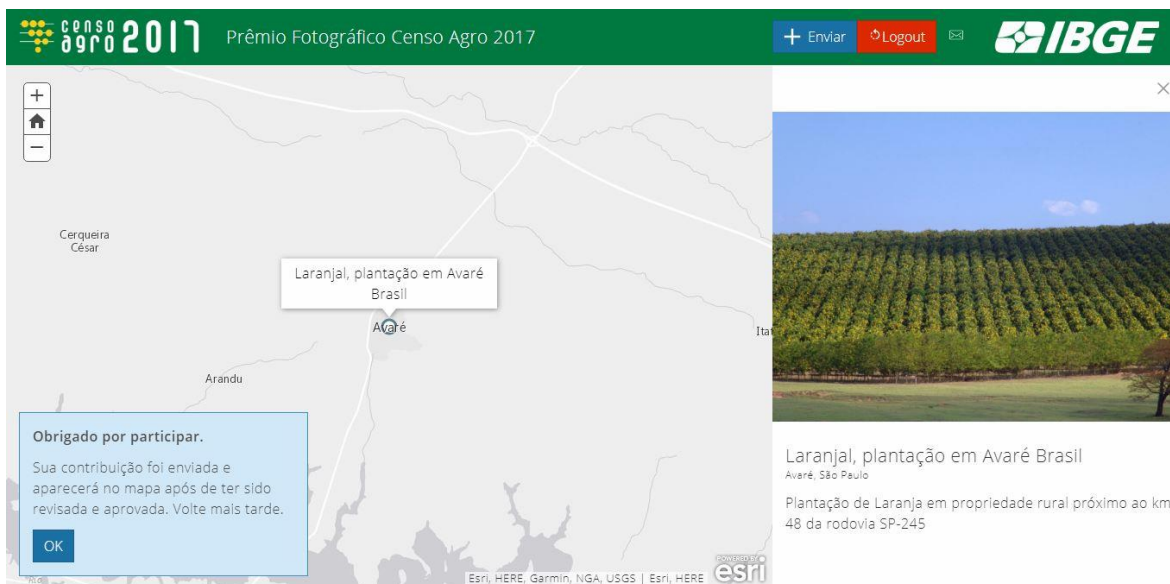 censo agro 2017
Prêmio Fotográfico Censo Agro 2017
+ Enviar
Logout
IBGE
+
−
Cerqueira
César
Laranjal, plantação em Avaré
Brasil
Avaré
Arandu
Obrigado por participar.
Sua contribuição foi enviada e
aparecerá no mapa após de ter sido
revisada e aprovada. Volte mais tarde.
OK
POWERED BY
esri
Esri, HERE, Garmin, NGA, USGS | Esri, HERE
Laranjal, plantação em Avaré Brasil
Avaré, São Paulo
Plantação de Laranja em propriedade rural próximo ao km
48 da rodovia SP-245